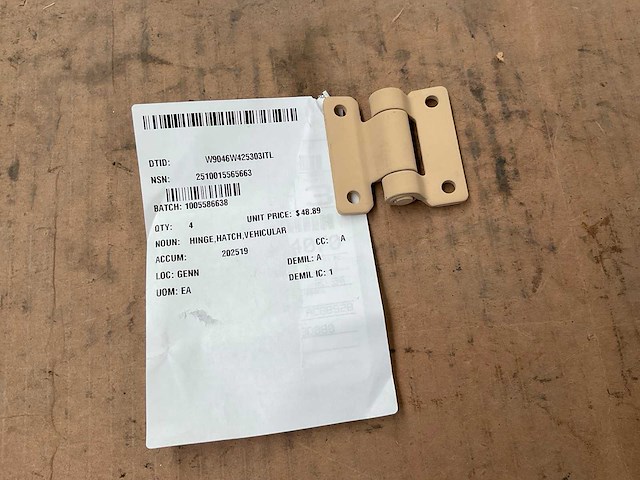 DTID: W9046W425303ITL
NSN: 2510015565663
BATCH: 1005586638
QTY: 4 UNIT PRICE: $48.89
NOUN: HINGE,HATCH,VEHICULAR
CC: A
ACCUM: 202519
DEMIL: A
LOC: GENN
DEMIL IC: 1
UOM: EA